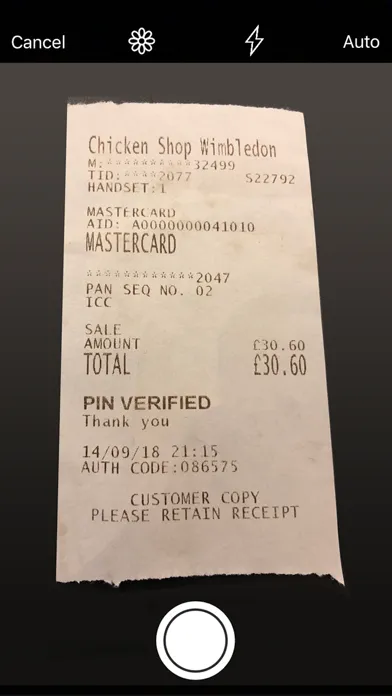 Cancel Auto
Chicken Shop Wimbledon
M:**********32499
TID:****2077 S22792
HANDSET:1
MASTERCARD
AID: A0000000041010
MASTERCARD
************2047
PAN SEQ NO. 02
ICC
SALE
AMOUNT £30.60
TOTAL £30.60
PIN VERIFIED
Thank you
14/09/18 21:15
AUTH CODE:086575
CUSTOMER COPY
PLEASE RETAIN RECEIPT